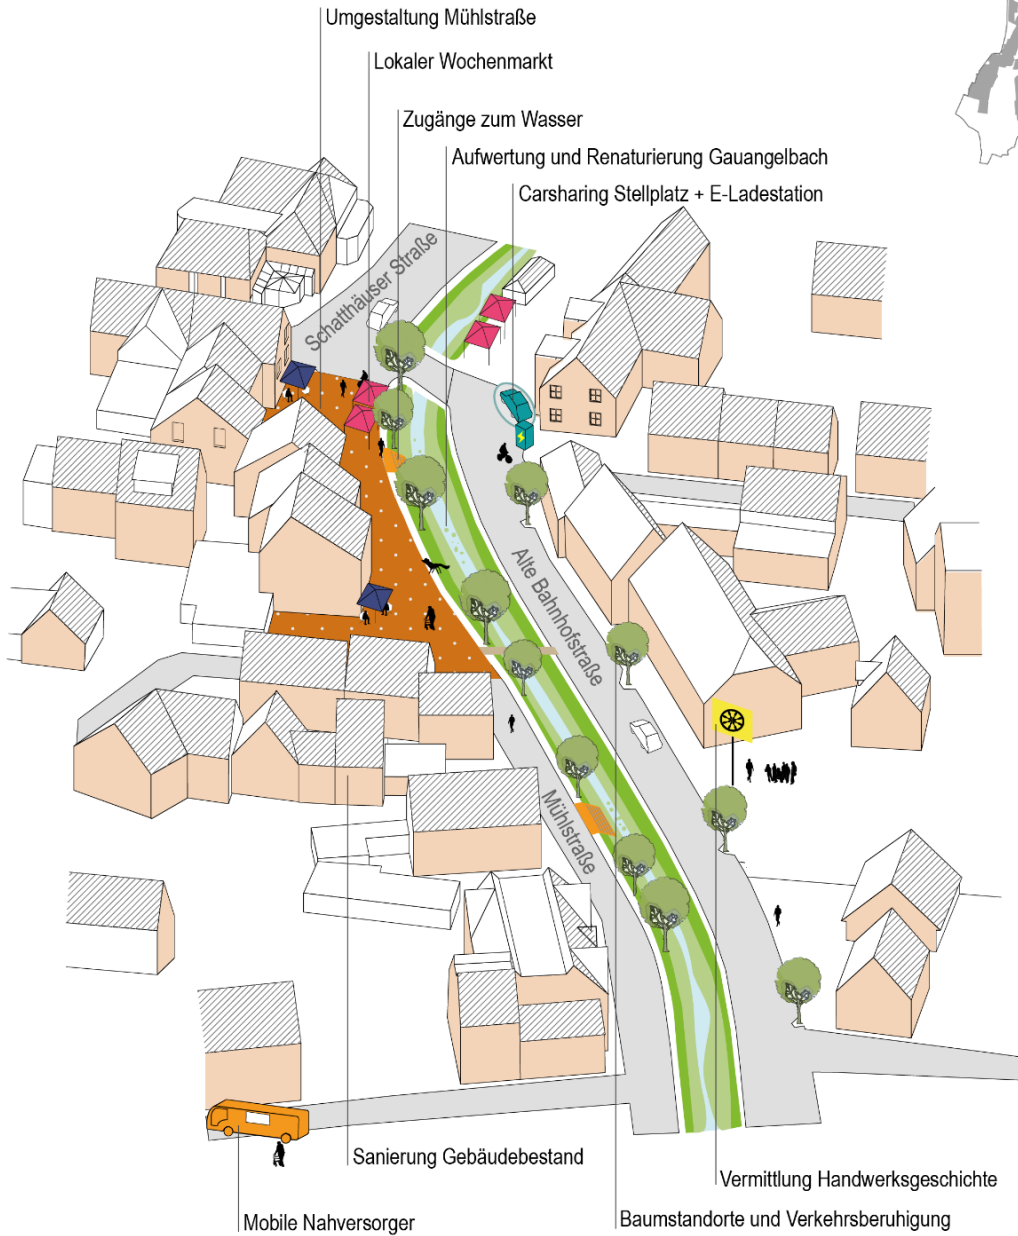 Umgestaltung Mühlstraße
Lokaler Wochenmarkt
Zugänge zum Wasser
Aufwertung und Renaturierung Gauangelbach
Carsharing Stellplatz + E-Ladestation
Schatthäuser Straße
Alte Bahnhofstraße
Mühlstraße
Sanierung Gebäudebestand
Vermittlung Handwerksgeschichte
Mobile Nahversorger
Baumstandorte und Verkehrsberuhigung